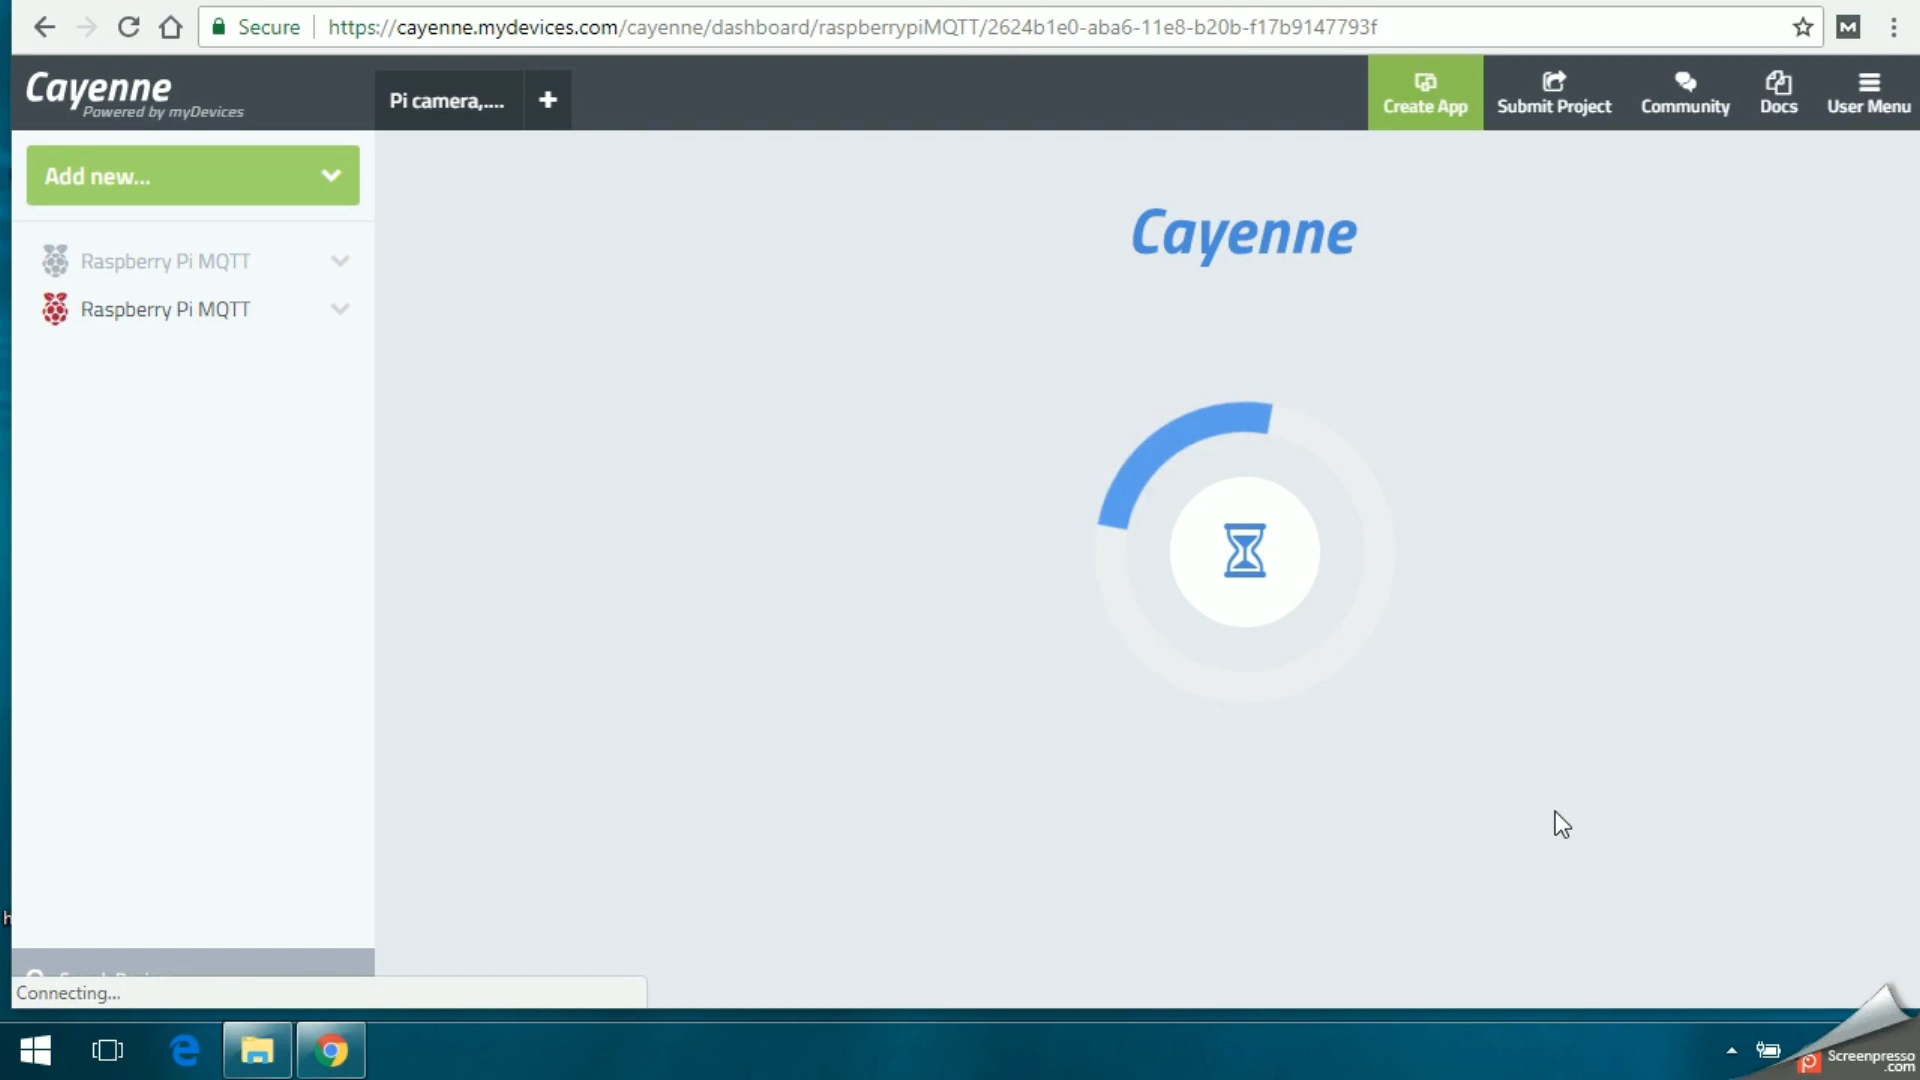 Secure
https://cayenne.mydevices.com/cayenne/dashboard/raspberrypiMQTT/2624b1e0-aba6-11e8-b20b-f17b9147793f
M
Cayenne
Powered by myDevices
Pi camera,....
+
Create App
Submit Project
Community
Docs
User Menu
Add new...
Raspberry Pi MQTT
Raspberry Pi MQTT
Cayenne
h
Connecting...
Screenpresso
.com